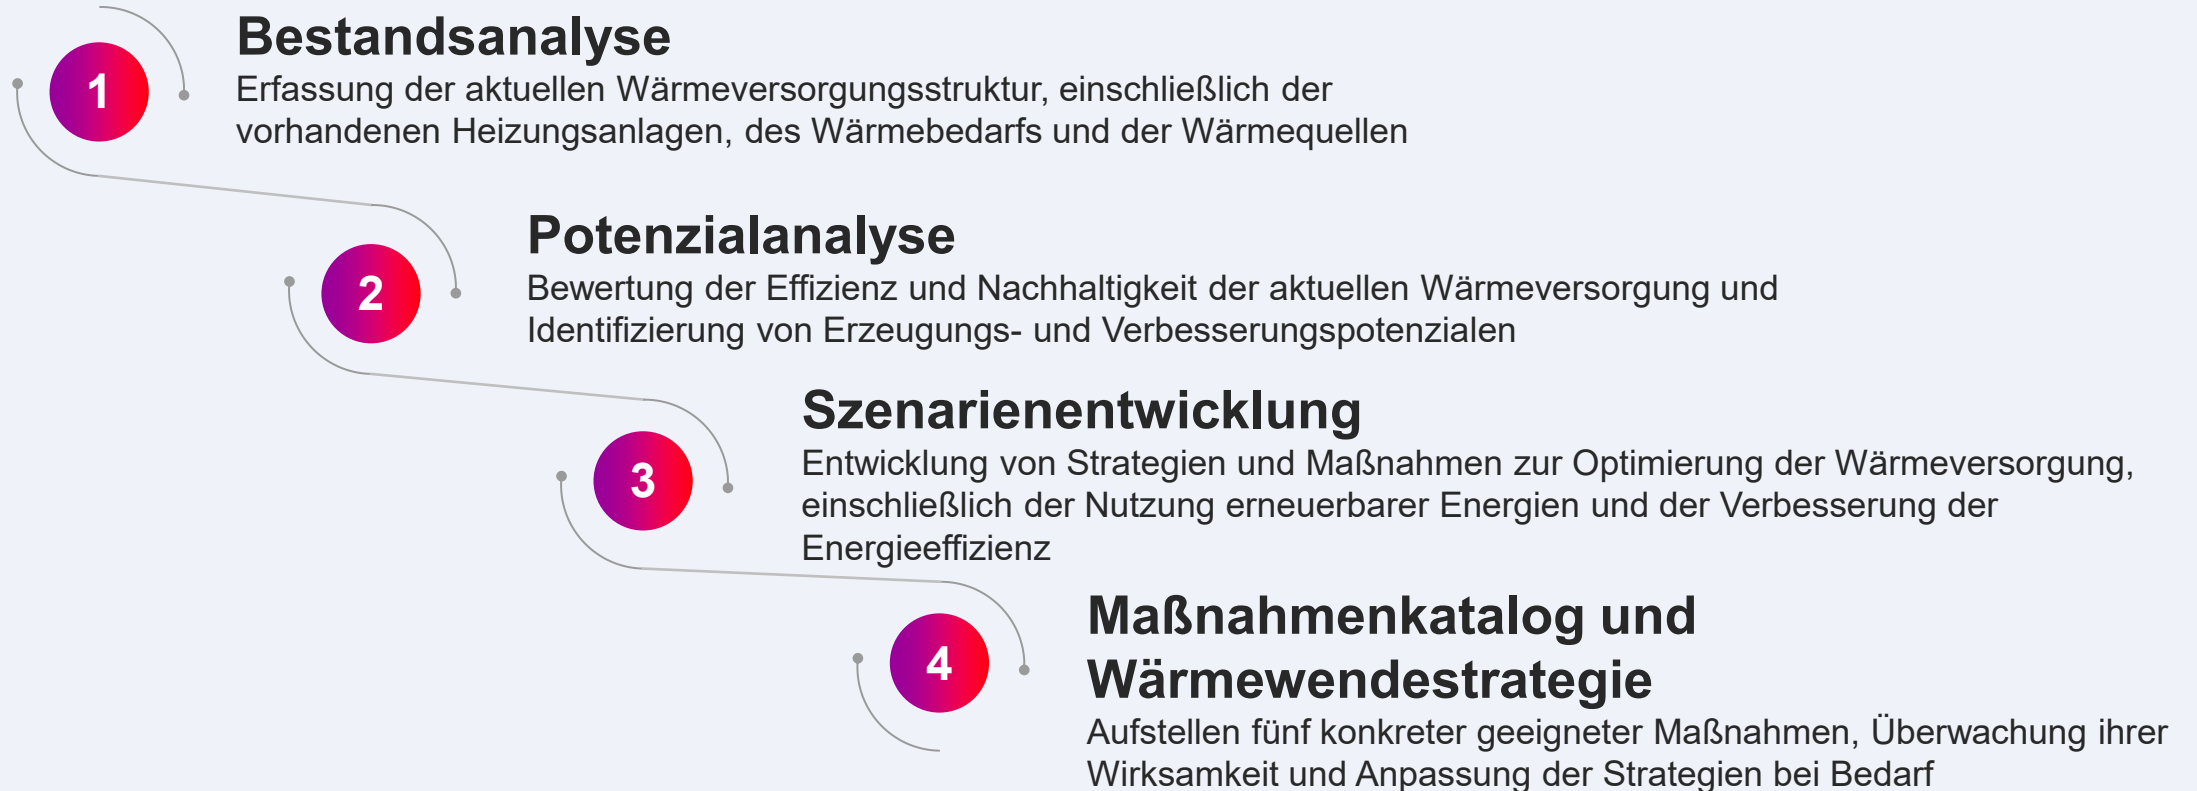 1
Bestandsanalyse
Erfassung der aktuellen Wärmeversorgungsstruktur, einschließlich der
vorhandenen Heizungsanlagen, des Wärmebedarfs und der Wärmequellen
2
Potenzialanalyse
Bewertung der Effizienz und Nachhaltigkeit der aktuellen Wärmeversorgung und
Identifizierung von Erzeugungs- und Verbesserungspotenzialen
3
Szenarienentwicklung
Entwicklung von Strategien und Maßnahmen zur Optimierung der Wärmeversorgung,
einschließlich der Nutzung erneuerbarer Energien und der Verbesserung der
Energieeffizienz
4
Maßnahmenkatalog und
Wärmewendestrategie
Aufstellen fünf konkreter geeigneter Maßnahmen, Überwachung ihrer
Wirksamkeit und Anpassung der Strategien bei Bedarf